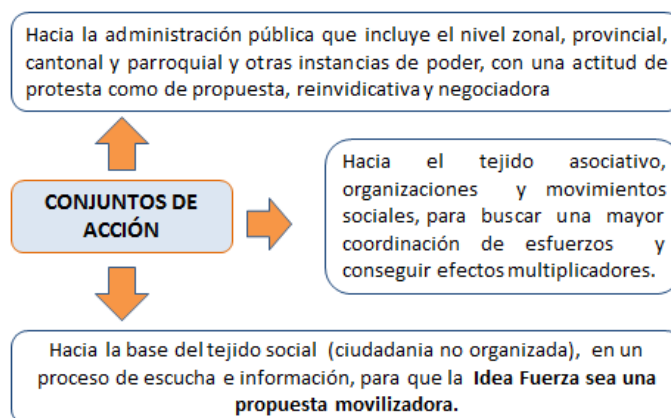 Hacia la administración pública que incluye el nivel zonal, provincial,
cantonal y parroquial y otras instancias de poder, con una actitud de
protesta como de propuesta, reinvidicativa y negociadora
CONJUNTOS DE
ACCIÓN
Hacia el tejido asociativo,
organizaciones y movimientos
sociales, para buscar una mayor
coordinación de esfuerzos y
conseguir efectos multiplicadores.
Hacia la base del tejido social (ciudadania no organizada), en un
proceso de escucha e información, para que la Idea Fuerza sea una
propuesta movilizadora.